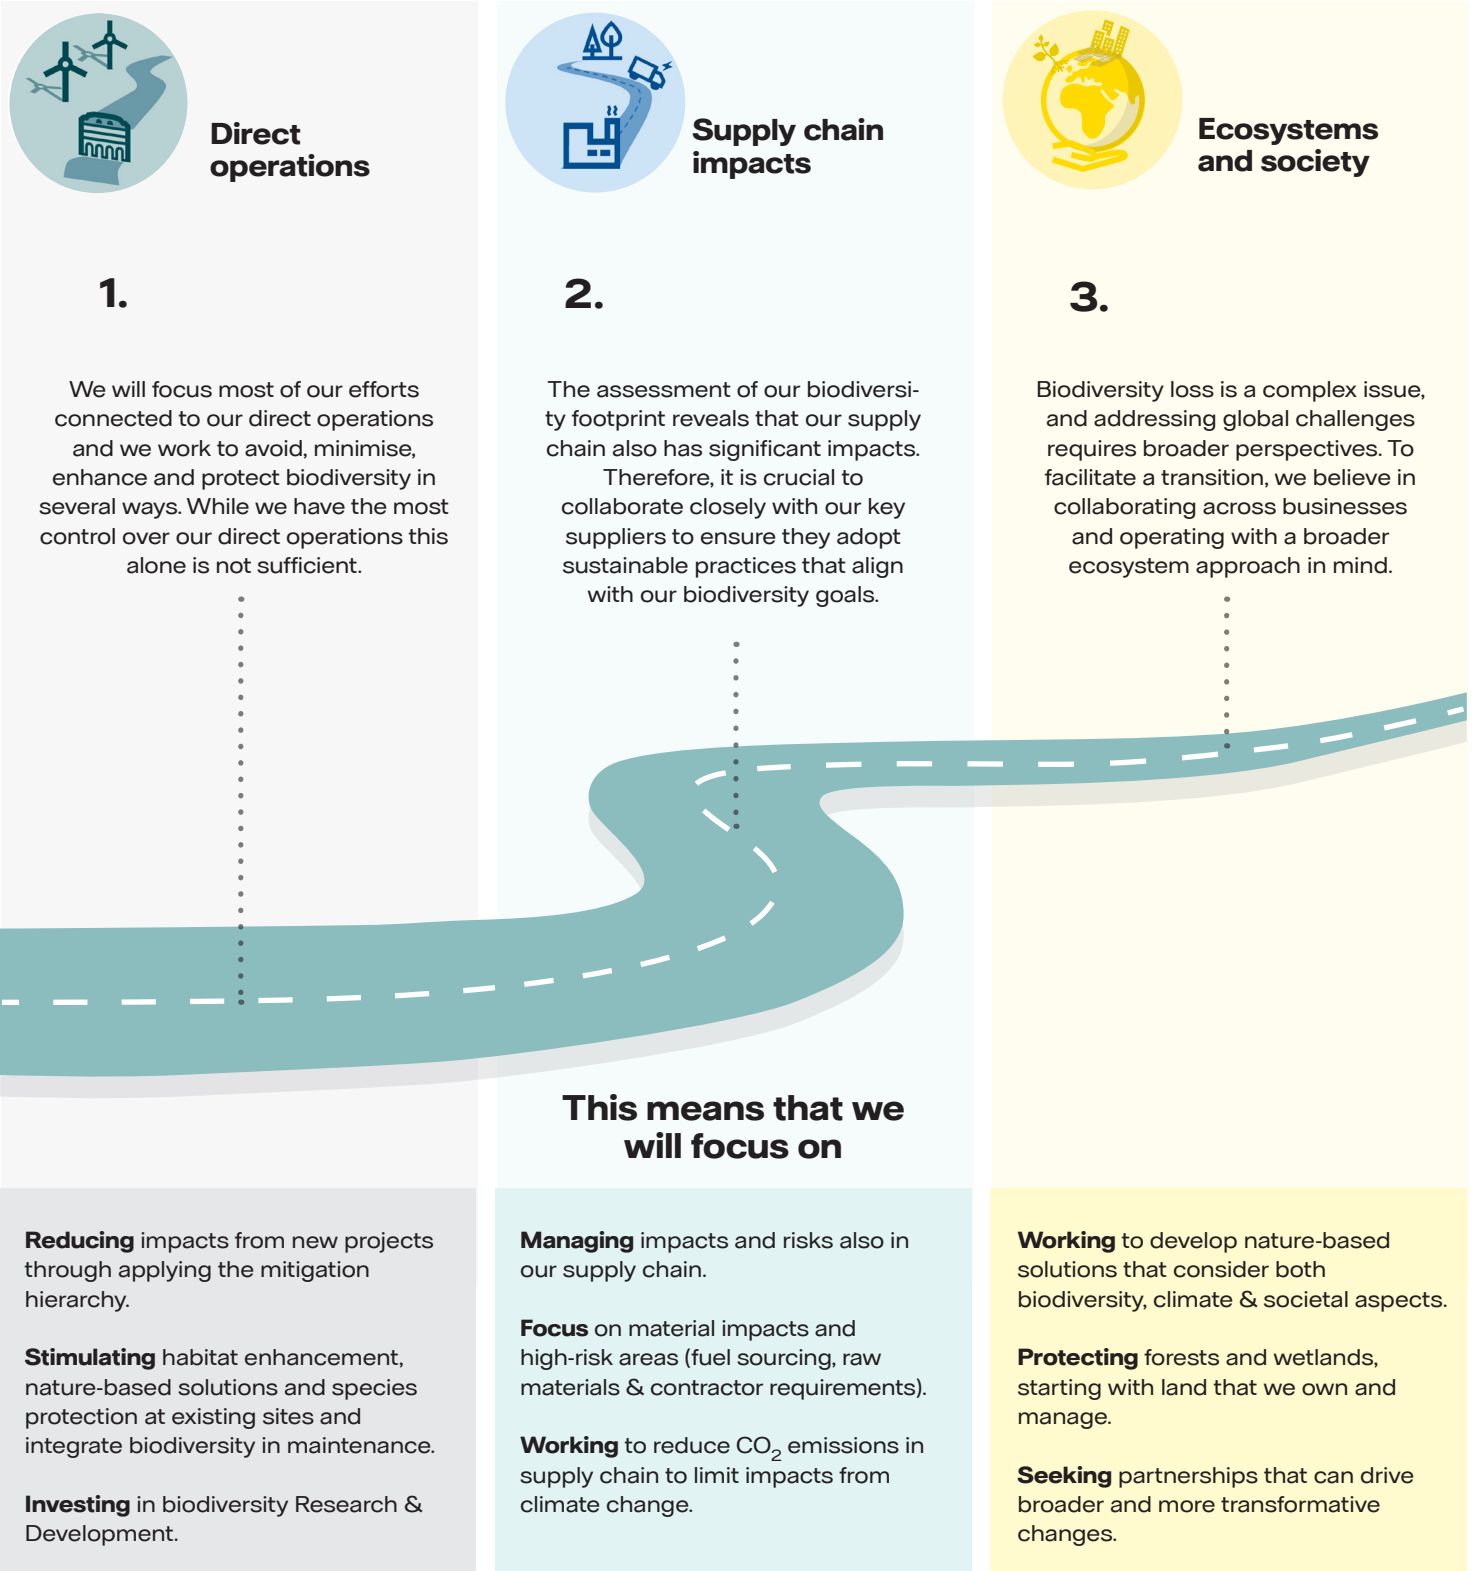 Direct
operations
1.
We will focus most of our efforts
connected to our direct operations
and we work to avoid, minimise,
enhance and protect biodiversity in
several ways. While we have the most
control over our direct operations this
alone is not sufficient.
Supply chain
impacts
2.
The assessment of our biodiversi-
ty footprint reveals that our supply
chain also has significant impacts.
Therefore, it is crucial to
collaborate closely with our key
suppliers to ensure they adopt
sustainable practices that align
with our biodiversity goals.
Ecosystems
and society
3.
Biodiversity loss is a complex issue,
and addressing global challenges
requires broader perspectives. To
facilitate a transition, we believe in
collaborating across businesses
and operating with a broader
ecosystem approach in mind.
This means that we
will focus on
Reducing impacts from new projects
through applying the mitigation
hierarchy.
Stimulating habitat enhancement,
nature-based solutions and species
protection at existing sites and
integrate biodiversity in maintenance.
Investing in biodiversity Research &
Development.
Managing impacts and risks also in
our supply chain.
Focus on material impacts and
high-risk areas (fuel sourcing, raw
materials & contractor requirements).
Working to reduce CO₂ emissions in
supply chain to limit impacts from
climate change.
Working to develop nature-based
solutions that consider both
biodiversity, climate & societal aspects.
Protecting forests and wetlands,
starting with land that we own and
manage.
Seeking partnerships that can drive
broader and more transformative
changes.